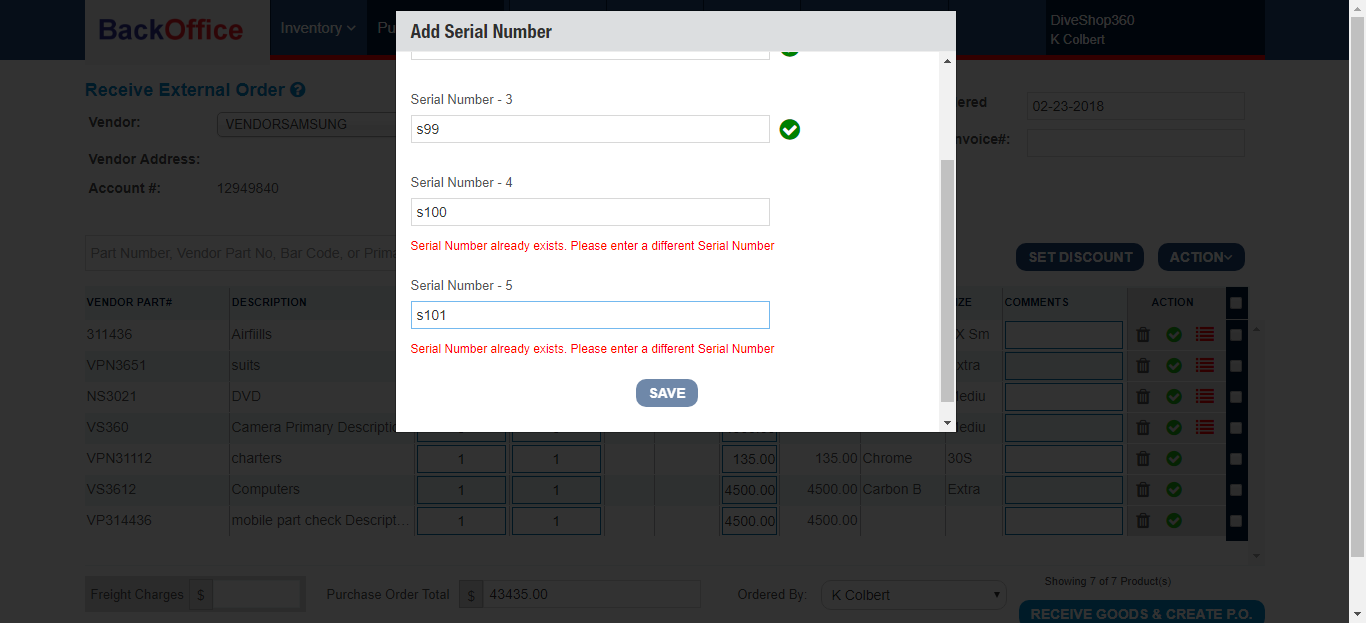 BackOffice
Inventory
Pu
DiveShop360
K Colbert
Add Serial Number
Serial Number - 3
s99
Serial Number - 4
s100
Serial Number already exists. Please enter a different Serial Number
Serial Number - 5
s101
Serial Number already exists. Please enter a different Serial Number
SAVE
Receive External Order ?
Vendor:
VENDORSAMSUNG
Vendor Address:
Account #:
12949840
ered
02-23-2018
nvoice#:
Part Number, Vendor Part No, Bar Code, or Prim
SET DISCOUNT
ACTION
VENDOR PART# DESCRIPTION ZE COMMENTS ACTION
311436 Airfiills X Sm
VPN3651 suits xtra
NS3021 DVD Mediu
VS360 Camera Primary Descriptio Mediu
VPN31112 charters 1 1 135.00 135.00 Chrome 30S
VS3612 Computers 1 1 4500.00 4500.00 Carbon B Extra
VP314436 mobile part check Descript... 1 1 4500.00 4500.00
Showing 7 of 7 Product(s)
Freight Charges $
Purchase Order Total $ 43435.00
Ordered By: K Colbert
RECEIVE GOODS & CREATE P.O.